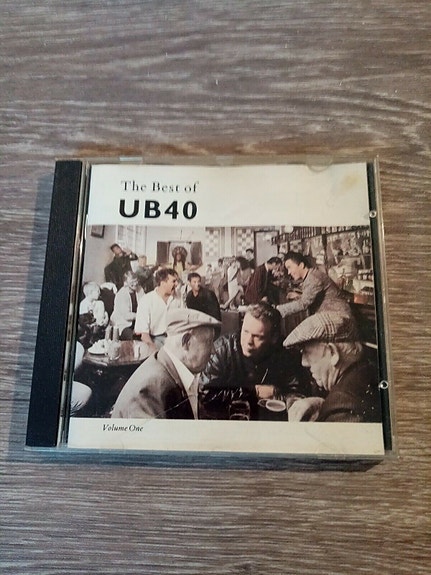 The Best of
UB40
Volume One